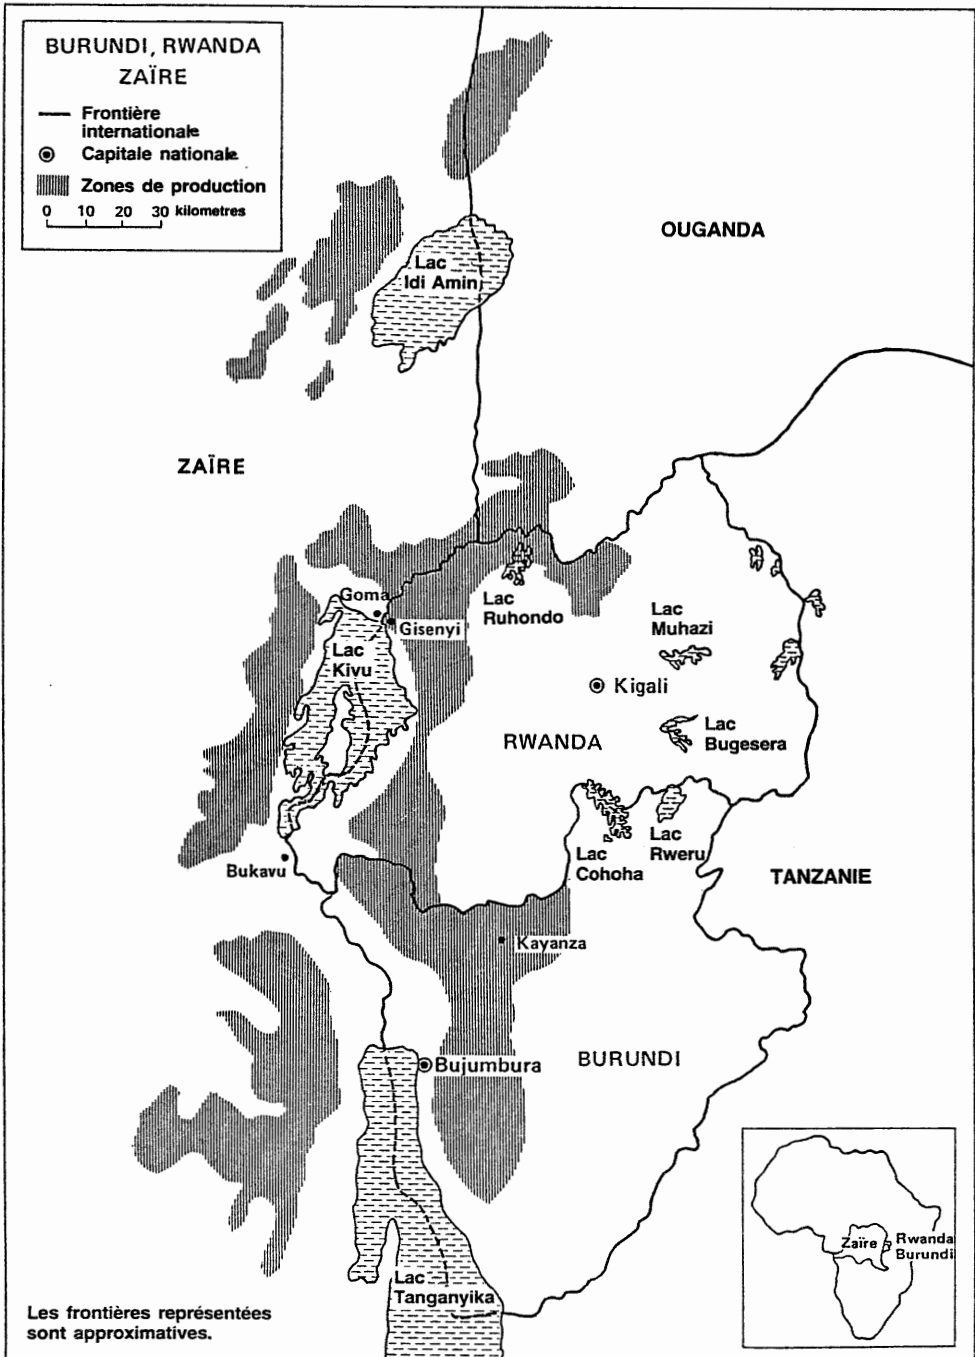 BURUNDI, RWANDA
ZAÏRE
Frontière
internationale
Capitale nationale
Zones de production
0 10 20 30 kilometres
OUGANDA
Lac
Idi Amin
ZAÏRE
Goma
Gisenyi
Lac
Ruhondo
Lac
Muhazi
Lac
Kivu
Kigali
RWANDA
Lac
Bugesera
Lac
Cohoha
Lac
Rweru
Bukavu
TANZANIE
Kayanza
Bujumbura
BURUNDI
Lac
Tanganyika
Zaïre
Rwanda
Burundi
Les frontières représentées
sont approximatives.